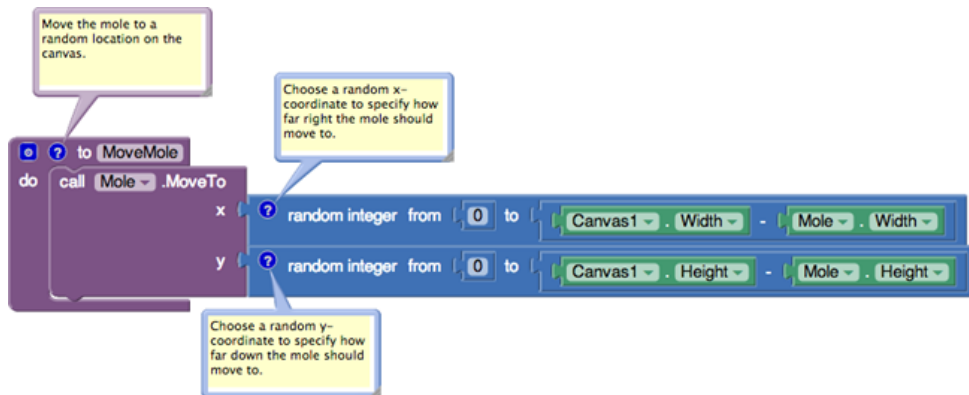 Move the mole to a
random location on the
canvas.
Choose a random x-
coordinate to specify how
far right the mole should
move to.
? to MoveMole
do call Mole .MoveTo
x ? random integer from 0 to Canvas1 . Width - Mole . Width
y ? random integer from 0 to Canvas1 . Height - Mole . Height
Choose a random y-
coordinate to specify how
far down the mole should
move to.